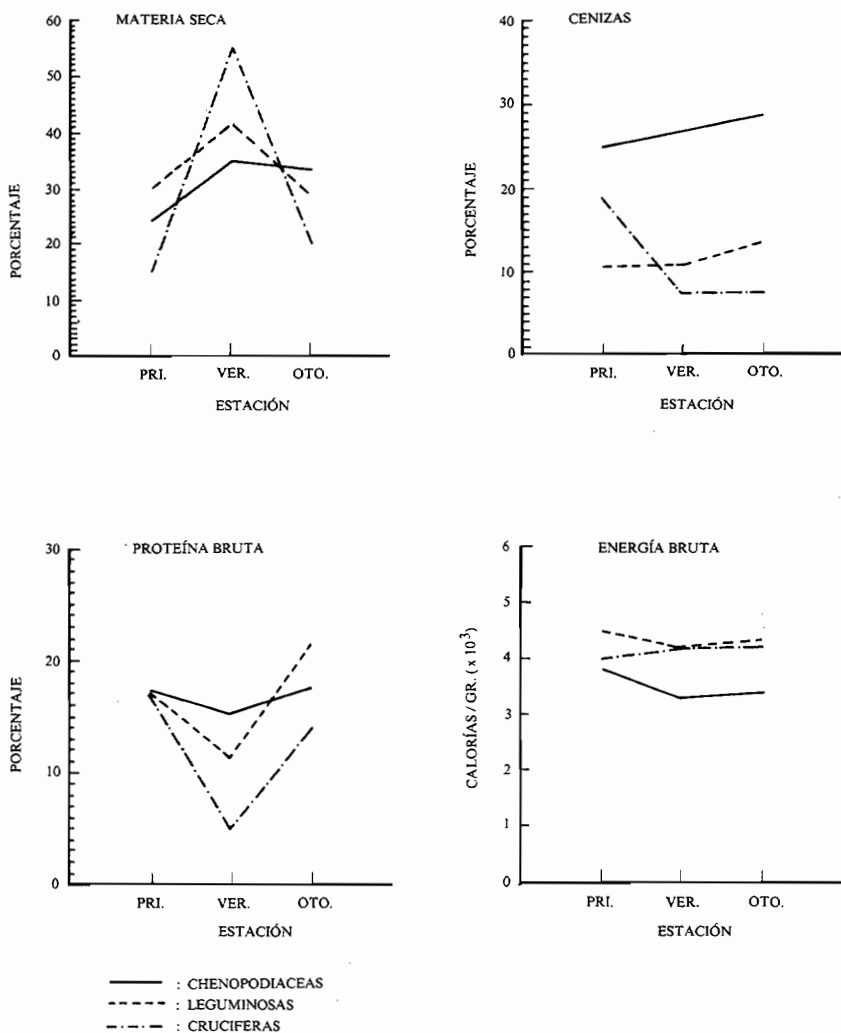 MATERIA SECA
60
50
40
30
20
10
0
PORCENTAJE
PRI. VER. OTO.
ESTACIÓN
CENIZAS
40
30
20
10
0
PORCENTAJE
PRI. VER. OTO.
ESTACIÓN
PROTEÍNA BRUTA
30
20
10
0
PORCENTAJE
PRI. VER. OTO.
ESTACIÓN
ENERGÍA BRUTA
6
5
4
3
2
1
0
CALORÍAS / GR. (x 10³)
PRI. VER. OTO.
ESTACIÓN
: CHENOPODIACEAS
: LEGUMINOSAS
: CRUCIFERAS